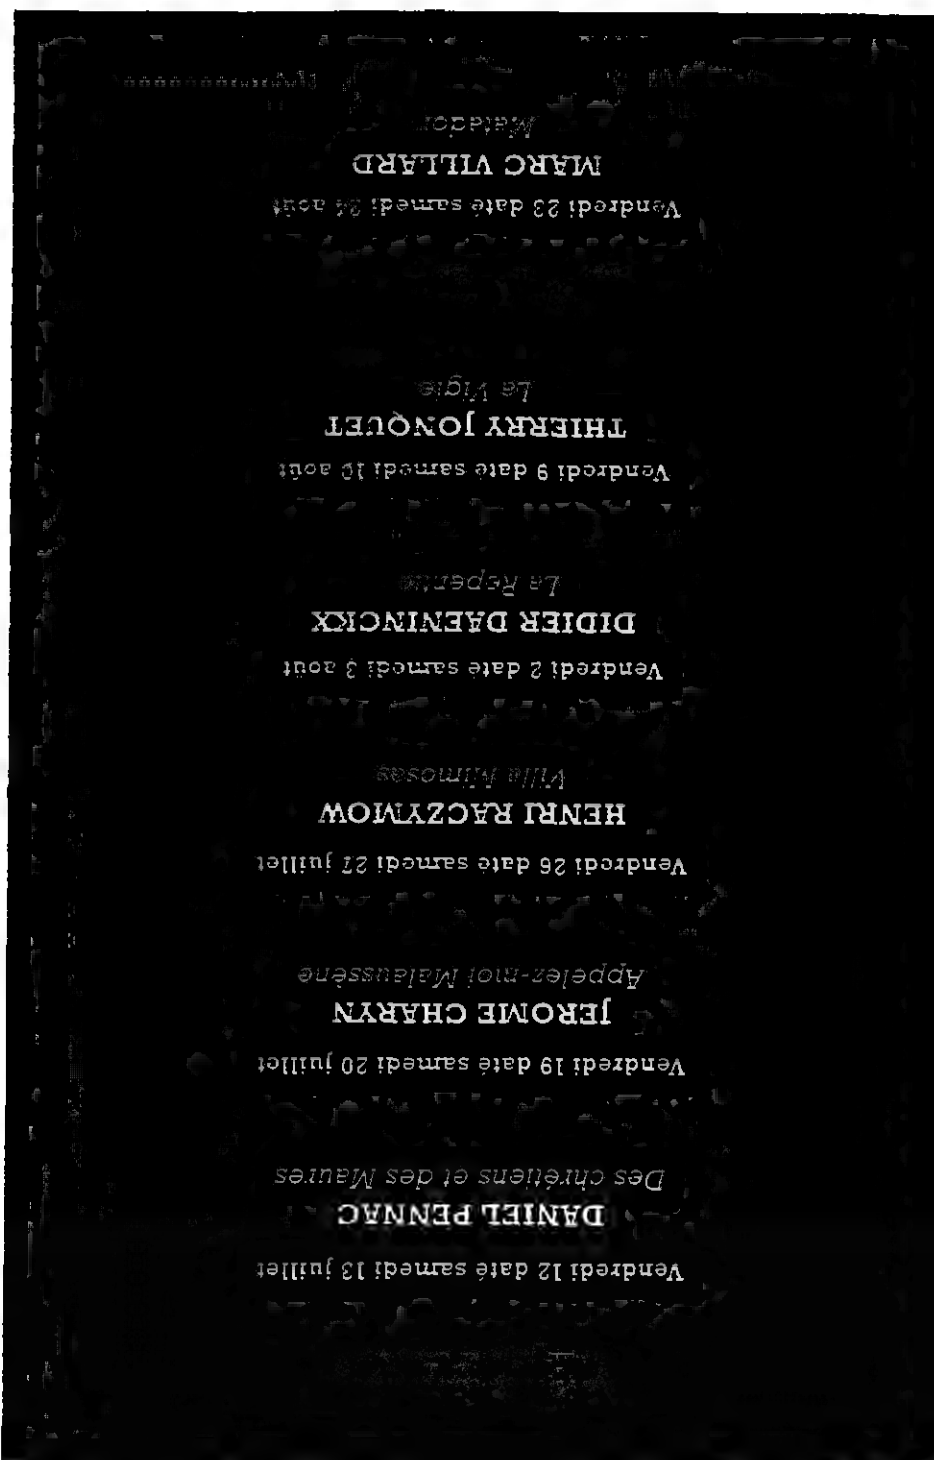 Vendredi 12 daté samedi 13 juillet
DANIEL PENNAC
Des chrétiens et des Maures
Vendredi 19 daté samedi 20 juillet
JEROME CHARYN
Appelez-moi Malaussène
Vendredi 26 daté samedi 27 juillet
HENRI RACZYMOW
Villa Mimosas
Vendredi 2 daté samedi 3 août
DIDIER DAENINCKX
La Repentie
Vendredi 9 daté samedi 10 août
THIERRY JONQUET
La Vigie
Vendredi 23 daté samedi 24 août
MARC VILLARD
Matador